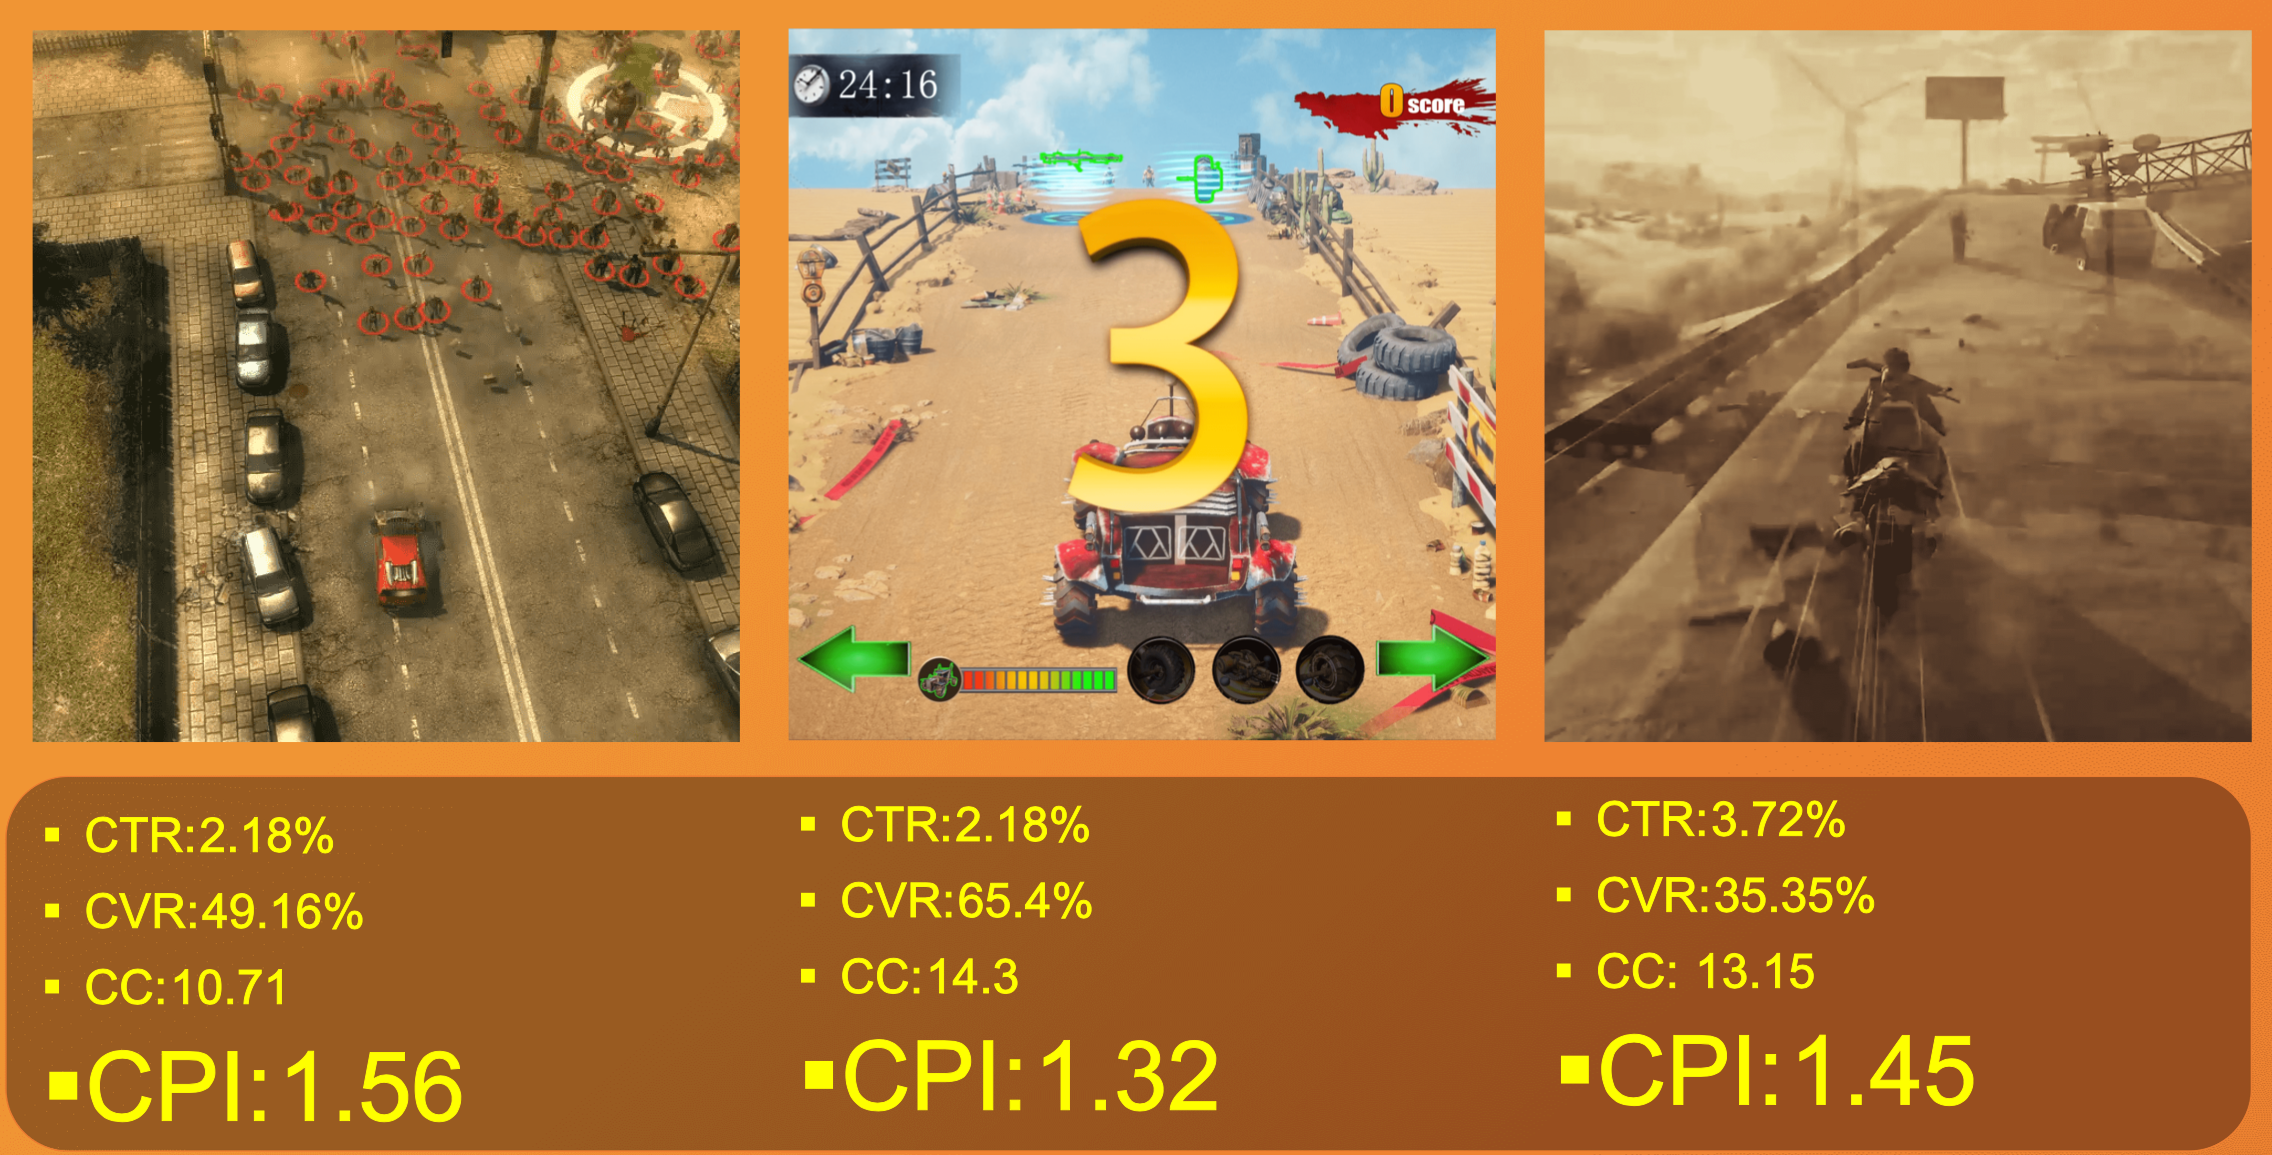 24:16
0 score
3
▪ CTR:2.18%
▪ CVR:49.16%
▪ CC:10.71
▪CPI:1.56
▪ CTR:2.18%
▪ CVR:65.4%
▪ CC:14.3
▪CPI:1.32
▪ CTR:3.72%
▪ CVR:35.35%
▪ CC: 13.15
▪CPI:1.45